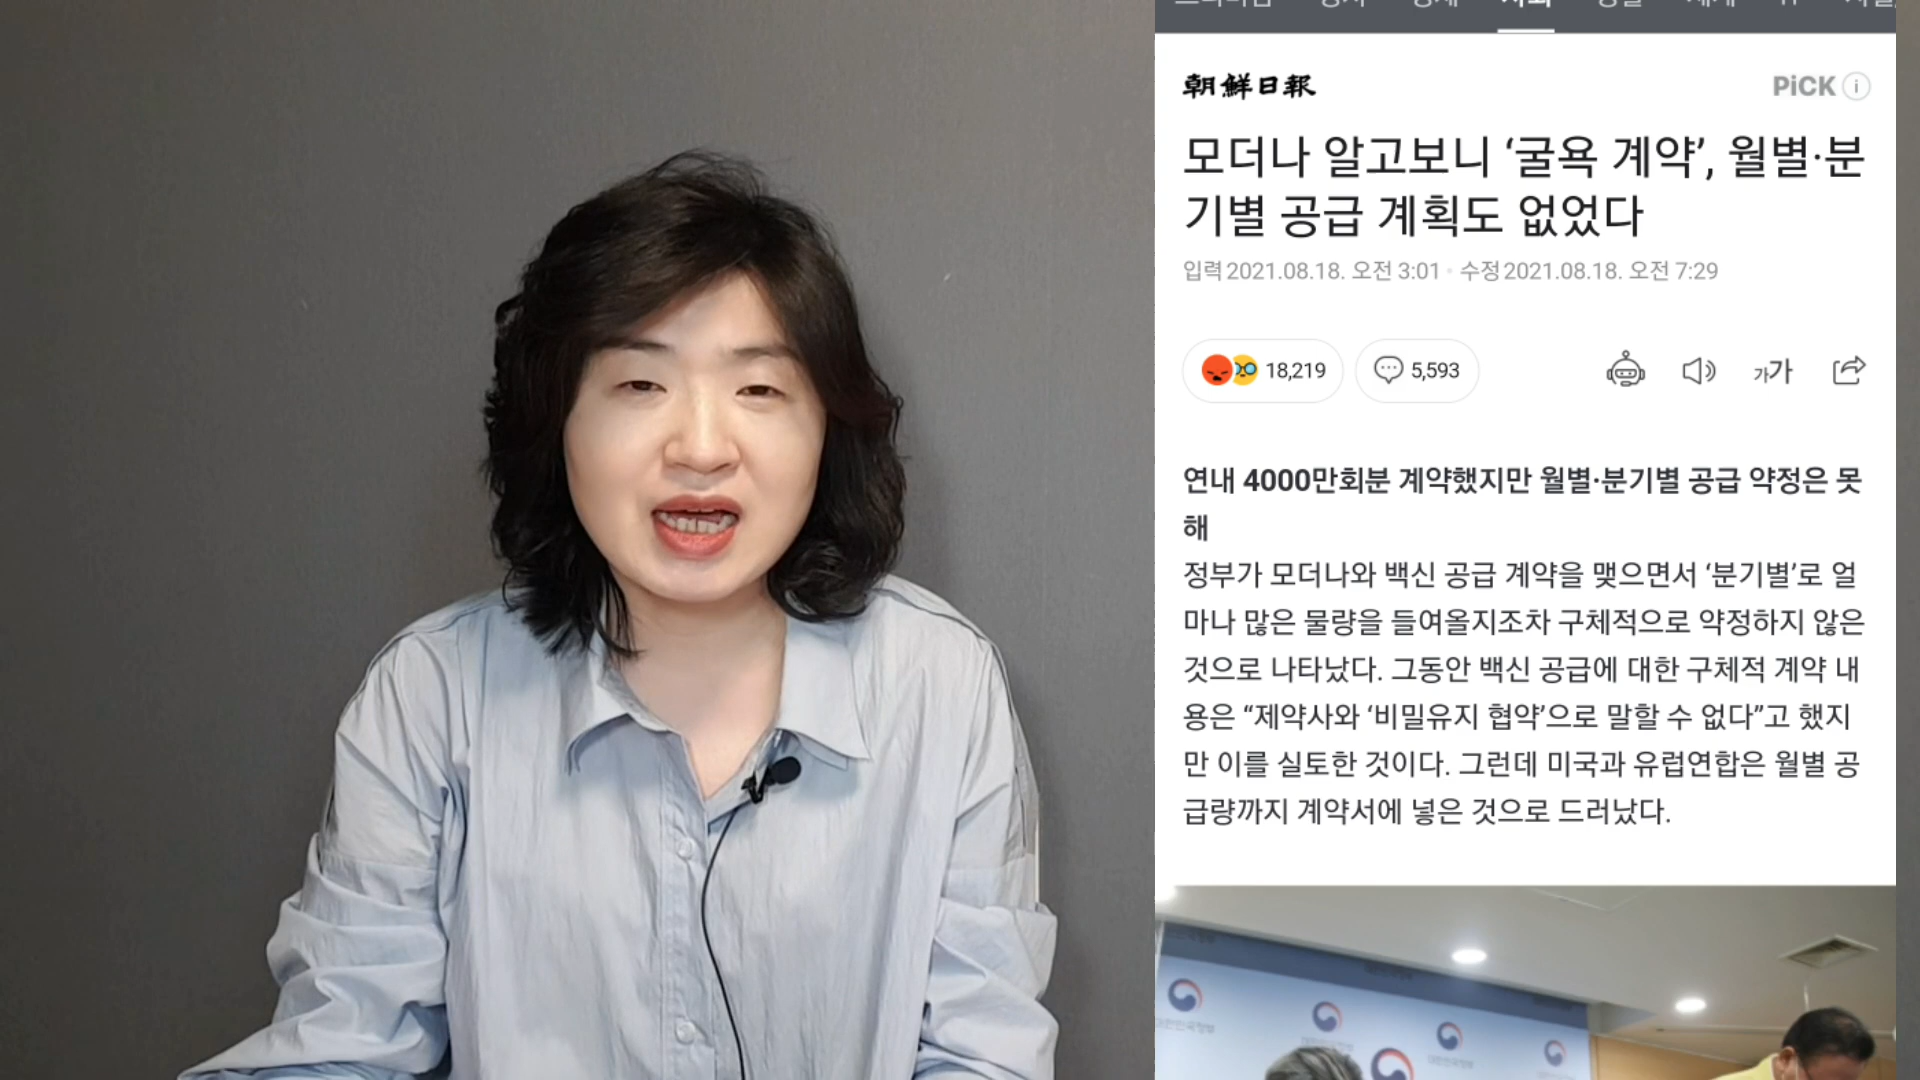 사회
朝鮮日報
PiCK
모더나 알고보니 ‘굴욕 계약’, 월별·분
기별 공급 계획도 없었다
입력 2021.08.18. 오전 3:01 · 수정 2021.08.18. 오전 7:29
18,219
5,593
가가
연내 4000만회분 계약했지만 월별·분기별 공급 약정은 못
해
정부가 모더나와 백신 공급 계약을 맺으면서 ‘분기별’로 얼
마나 많은 물량을 들여올지조차 구체적으로 약정하지 않은
것으로 나타났다. 그동안 백신 공급에 대한 구체적 계약 내
용은 “제약사와 ‘비밀유지 협약’으로 말할 수 없다”고 했지
만 이를 실토한 것이다. 그런데 미국과 유럽연합은 월별 공
급량까지 계약서에 넣은 것으로 드러났다.